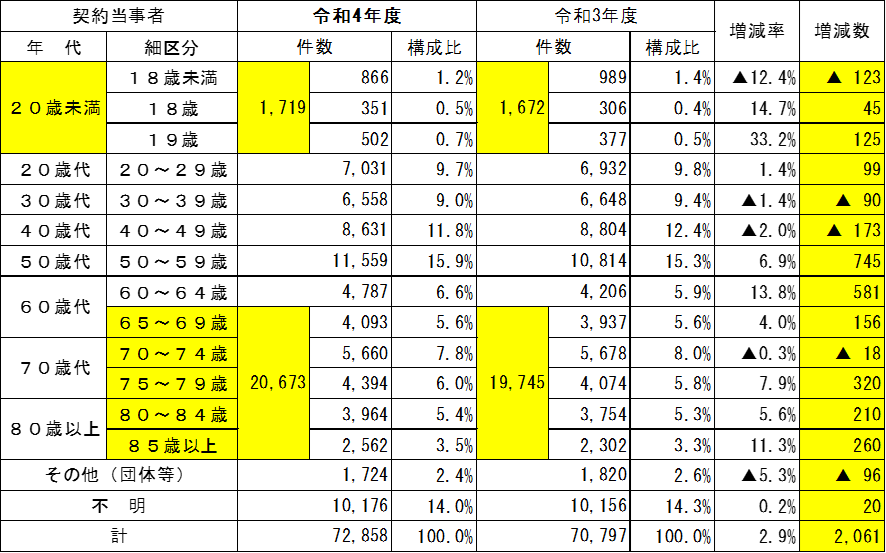 契約当事者 令和4年度 令和3年度 増減率 増減数
年　代 細区分 件数 構成比 件数 構成比
２０歳未満 １８歳未満 1,719 866 1.2% 1,672 989 1.4% ▲12.4% ▲ 123
１８歳 351 0.5% 306 0.4% 14.7% 45
１９歳 502 0.7% 377 0.5% 33.2% 125
２０歳代 ２０～２９歳 7,031 9.7% 6,932 9.8% 1.4% 99
３０歳代 ３０～３９歳 6,558 9.0% 6,648 9.4% ▲1.4% ▲ 90
４０歳代 ４０～４９歳 8,631 11.8% 8,804 12.4% ▲2.0% ▲ 173
５０歳代 ５０～５９歳 11,559 15.9% 10,814 15.3% 6.9% 745
６０歳代 ６０～６４歳 4,787 6.6% 4,206 5.9% 13.8% 581
６５～６９歳 20,673 4,093 5.6% 19,745 3,937 5.6% 4.0% 156
７０歳代 ７０～７４歳 5,660 7.8% 5,678 8.0% ▲0.3% ▲ 18
７５～７９歳 4,394 6.0% 4,074 5.8% 7.9% 320
８０歳以上 ８０～８４歳 3,964 5.4% 3,754 5.3% 5.6% 210
８５歳以上 2,562 3.5% 2,302 3.3% 11.3% 260
その他（団体等） 1,724 2.4% 1,820 2.6% ▲5.3% ▲ 96
不　明 10,176 14.0% 10,156 14.3% 0.2% 20
計 72,858 100.0% 70,797 100.0% 2.9% 2,061